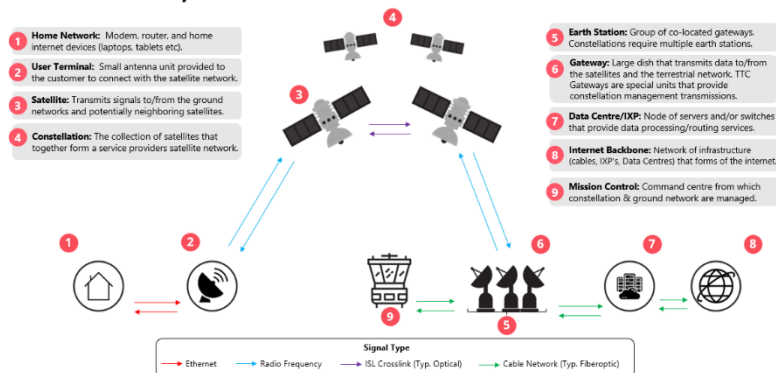 1 Home Network: Modem, router, and home
internet devices (laptops, tablets etc).
2 User Terminal: Small antenna unit provided to
the customer to connect with the satellite network.
3 Satellite: Transmits signals to/from the ground
networks and potentially neighboring satellites.
4 Constellation: The collection of satellites that
together form a service providers satellite network.
5 Earth Station: Group of co-located gateways.
Constellations require multiple earth stations.
6 Gateway: Large dish that transmits data to/from
the satellites and the terrestrial network. TTC
Gateways are special units that provide
constellation management transmissions.
7 Data Centre/IXP: Node of servers and/or switches
that provide data processing/routing services.
8 Internet Backbone: Network of infrastructure
(cables, IXP's, Data Centres) that forms of the internet.
9 Mission Control: Command centre from which
constellation & ground network are managed.
4
3
1
2
6
7
8
9
5
Signal Type
Ethernet
Radio Frequency
ISL Crosslink (Typ. Optical)
Cable Network (Typ. Fiberoptic)